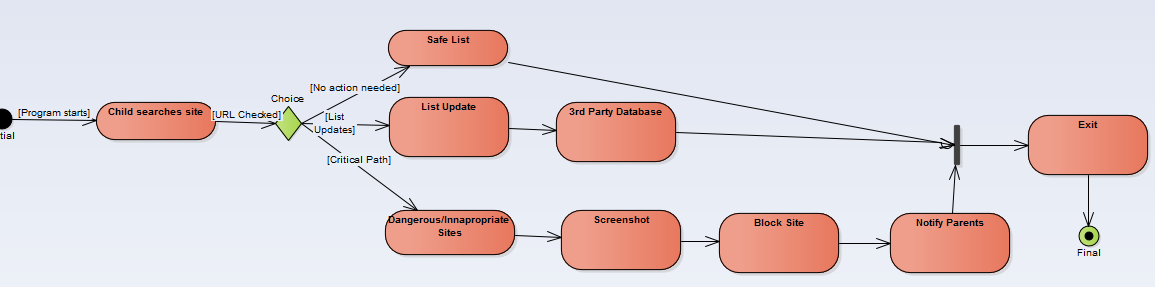 Safe List
[No action needed]
Choice
[Program starts]
Child searches site
[URL Checked]
[List
Updates]
List Update
3rd Party Database
Exit
tial
[Critical Path]
Dangerous/Innapropriate
Sites
Screenshot
Block Site
Notify Parents
Final